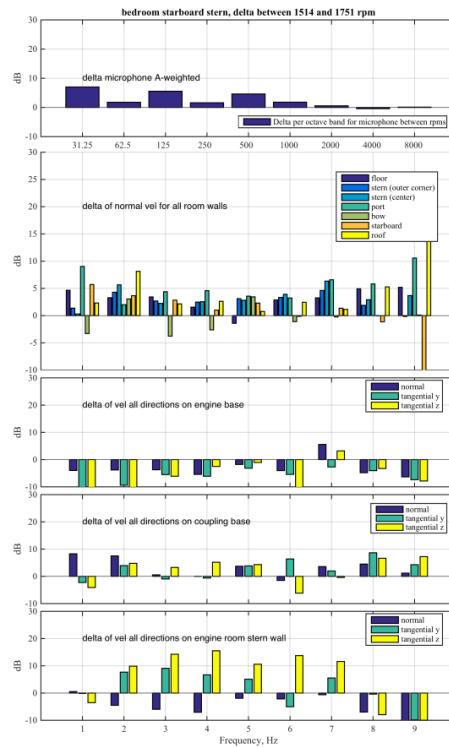 bedroom starboard stern, delta between 1514 and 1751 rpm
30
20
10
0
-10
dB
delta microphone A-weighted
Delta per octave band for microphone between rpms
31.25 62.5 125 250 500 1000 2000 4000 8000
30
25
20
15
10
5
0
-5
-10
dB
delta of normal vel for all room walls
floor
stern (outer corner)
stern (center)
port
bow
starboard
roof
30
20
10
0
-10
dB
delta of vel all directions on engine base
normal
tangential y
tangential z
30
20
10
0
-10
dB
delta of vel all directions on coupling base
normal
tangential y
tangential z
30
20
10
0
-10
dB
delta of vel all directions on engine room stern wall
normal
tangential y
tangential z
1 2 3 4 5 6 7 8 9
Frequency, Hz